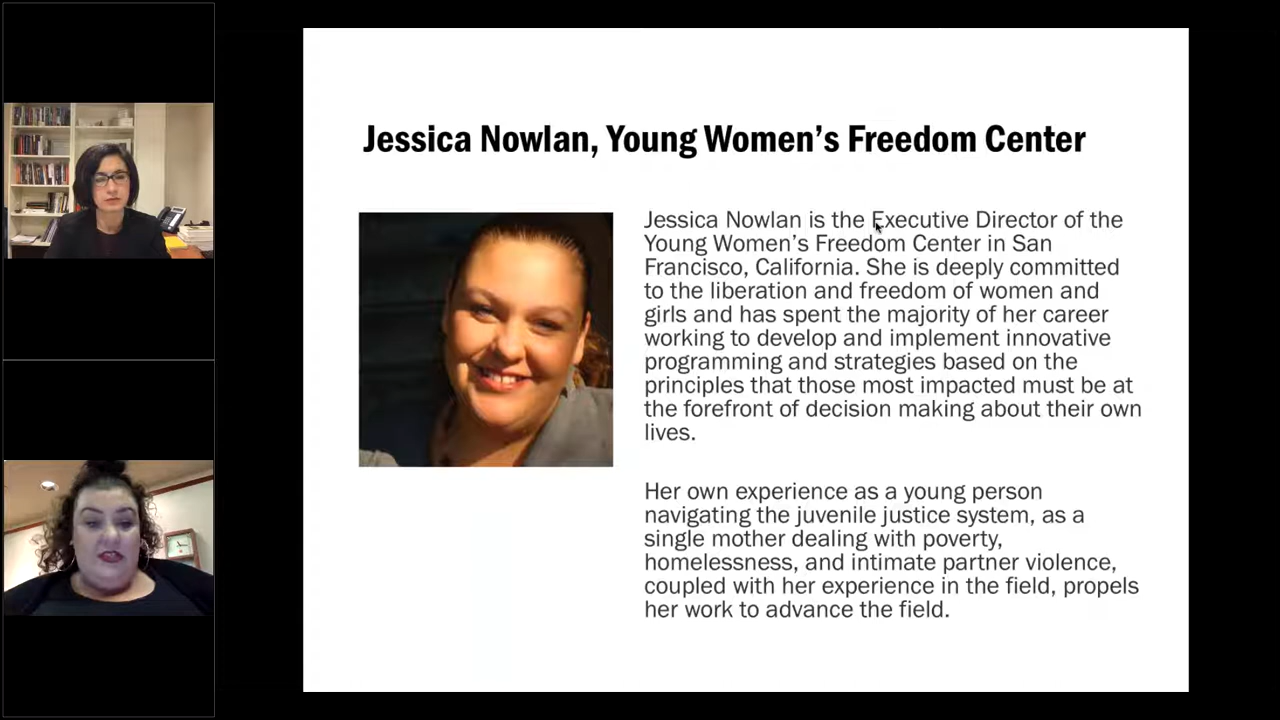 Jessica Nowlan, Young Women’s Freedom Center
Jessica Nowlan is the Executive Director of the
Young Women’s Freedom Center in San
Francisco, California. She is deeply committed
to the liberation and freedom of women and
girls and has spent the majority of her career
working to develop and implement innovative
programming and strategies based on the
principles that those most impacted must be at
the forefront of decision making about their own
lives.
Her own experience as a young person
navigating the juvenile justice system, as a
single mother dealing with poverty,
homelessness, and intimate partner violence,
coupled with her experience in the field, propels
her work to advance the field.